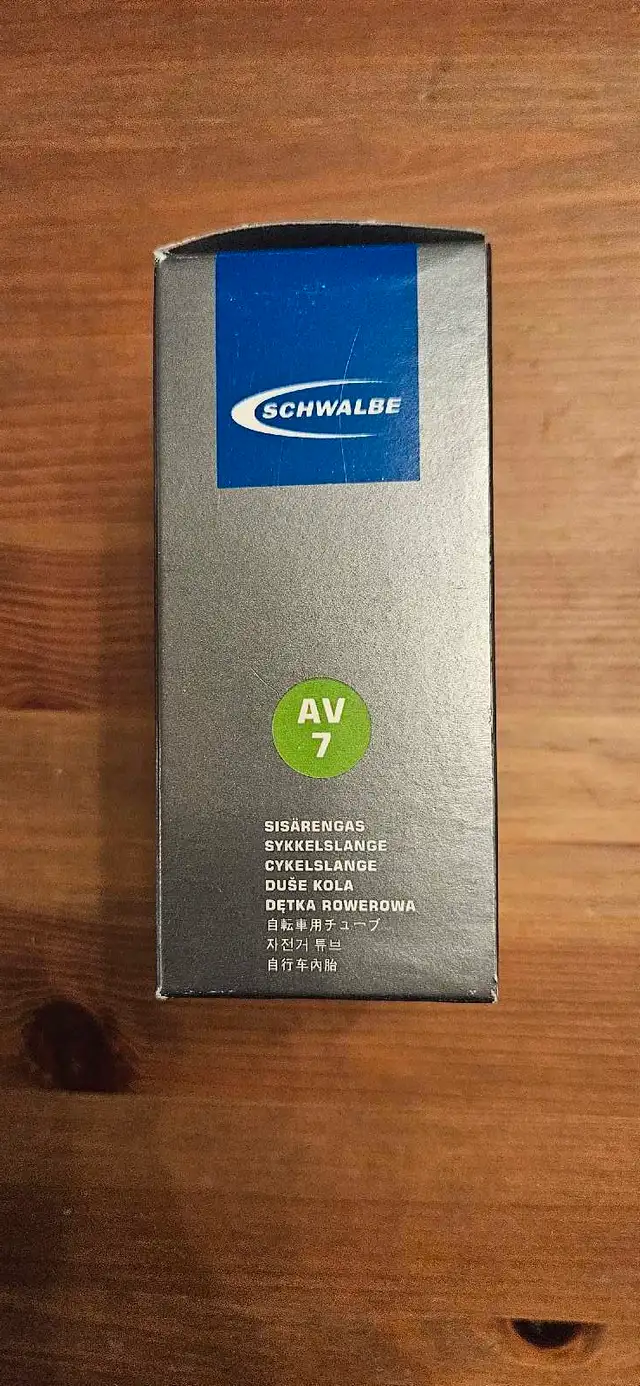 SCHWALBE
AV
7
SISÄRENGAS
SYKKELSLANGE
CYKELSLANGE
DUŠE KOLA
DĘTKA ROWEROWA
自転車用チューブ
자전거 튜브
自行车內胎